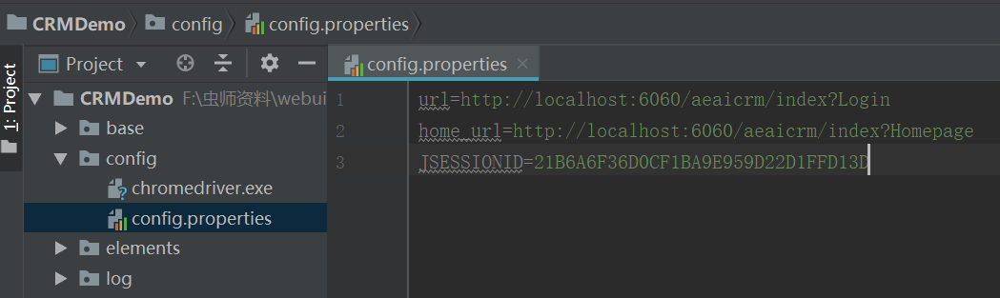 CRMDemo config config.properties
1: Project
Project
config.properties
CRMDemo F:\虫师资料\webui
base
config
chromedriver.exe
config.properties
elements
log
1 url=http://localhost:6060/aeaicrm/index?Login
2 home_url=http://localhost:6060/aeaicrm/index?Homepage
3 JSESSIONID=21B6A6F36D0CF1BA9E959D22D1FFD13D